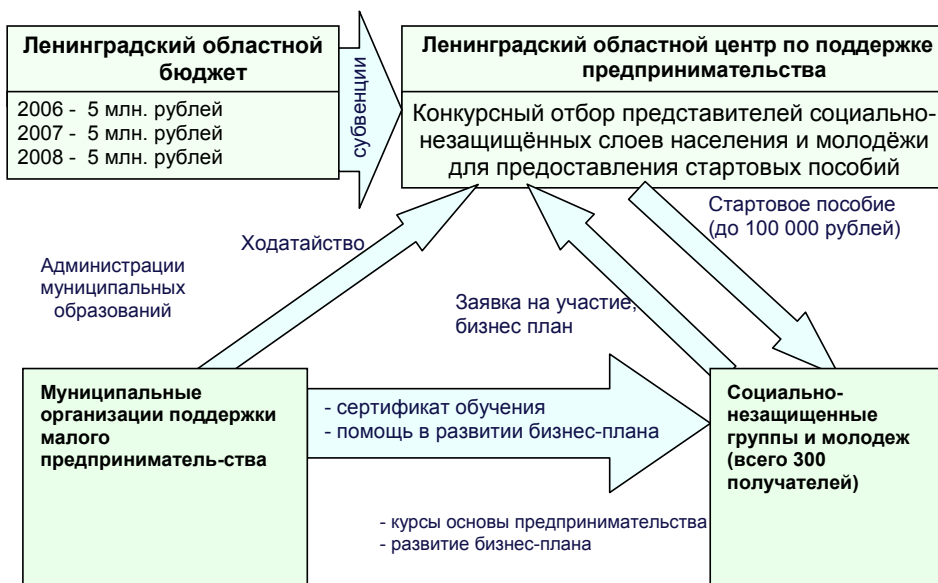 Ленинградский областной
бюджет
2006 - 5 млн. рублей
2007 - 5 млн. рублей
2008 - 5 млн. рублей
субвенции
Ленинградский областной центр по поддержке
предпринимательства
Конкурсный отбор представителей социально-
незащищённых слоев населения и молодёжи
для предоставления стартовых пособий
Стартовое пособие
(до 100 000 рублей)
Ходатайство
Администрации
муниципальных
образований
Заявка на участие,
бизнес план
Муниципальные
организации поддержки
малого
предприниматель-ства
- сертификат обучения
- помощь в развитии бизнес-плана
Социально-
незащищенные
группы и молодеж
(всего 300
получателей)
- курсы основы предпринимательства
- развитие бизнес-плана